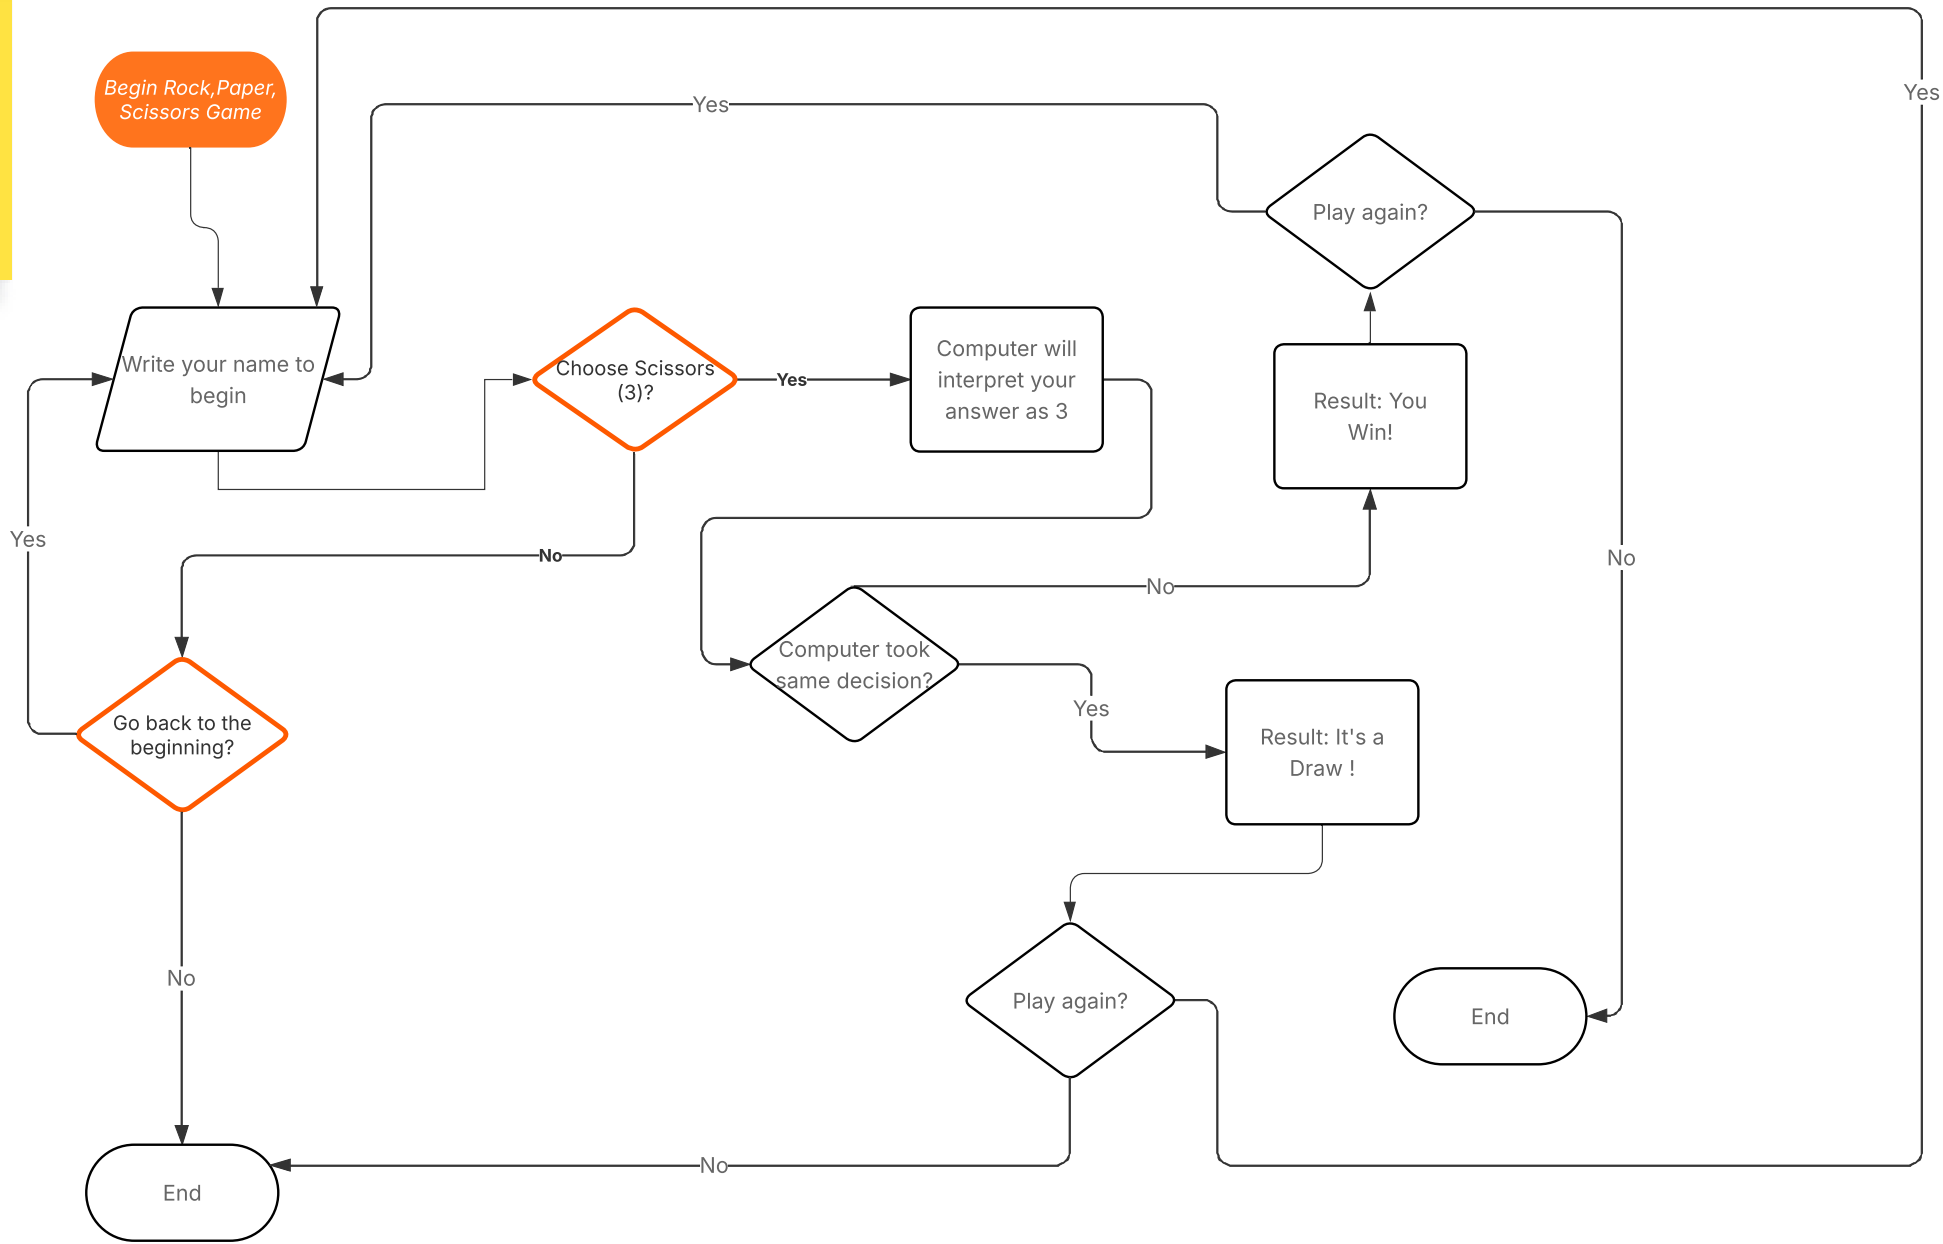 Begin Rock,Paper,
Scissors Game
Yes
Yes
Play again?
Write your name to
begin
Choose Scissors
(3)?
Yes
Computer will
interpret your
answer as 3
Result: You
Win!
Yes
No
No
No
Computer took
same decision?
Yes
Go back to the
beginning?
Result: It's a
Draw !
No
Play again?
End
No
End